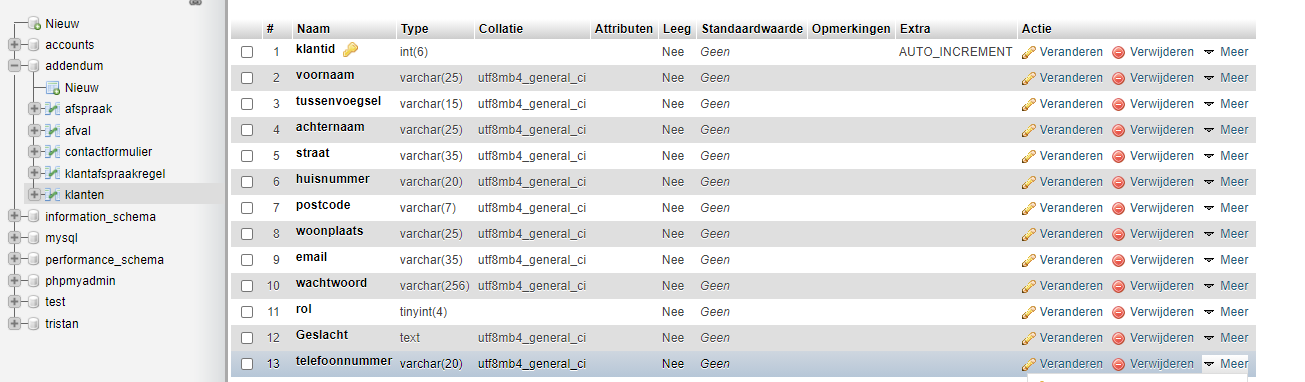 Nieuw
accounts
addendum
Nieuw
afspraak
afval
contactformulier
klantafspraakregel
klanten
information_schema
mysql
performance_schema
phpmyadmin
test
tristan
# Naam Type Collatie Attributen Leeg Standaardwaarde Opmerkingen Extra Actie
1 klantid int(6) Nee Geen AUTO_INCREMENT Veranderen Verwijderen Meer
2 voornaam varchar(25) utf8mb4_general_ci Nee Geen Veranderen Verwijderen Meer
3 tussenvoegsel varchar(15) utf8mb4_general_ci Nee Geen Veranderen Verwijderen Meer
4 achternaam varchar(25) utf8mb4_general_ci Nee Geen Veranderen Verwijderen Meer
5 straat varchar(35) utf8mb4_general_ci Nee Geen Veranderen Verwijderen Meer
6 huisnummer varchar(20) utf8mb4_general_ci Nee Geen Veranderen Verwijderen Meer
7 postcode varchar(7) utf8mb4_general_ci Nee Geen Veranderen Verwijderen Meer
8 woonplaats varchar(25) utf8mb4_general_ci Nee Geen Veranderen Verwijderen Meer
9 email varchar(35) utf8mb4_general_ci Nee Geen Veranderen Verwijderen Meer
10 wachtwoord varchar(256) utf8mb4_general_ci Nee Geen Veranderen Verwijderen Meer
11 rol tinyint(4) Nee Geen Veranderen Verwijderen Meer
12 Geslacht text utf8mb4_general_ci Nee Geen Veranderen Verwijderen Meer
13 telefoonnummer varchar(20) utf8mb4_general_ci Nee Geen Veranderen Verwijderen Meer